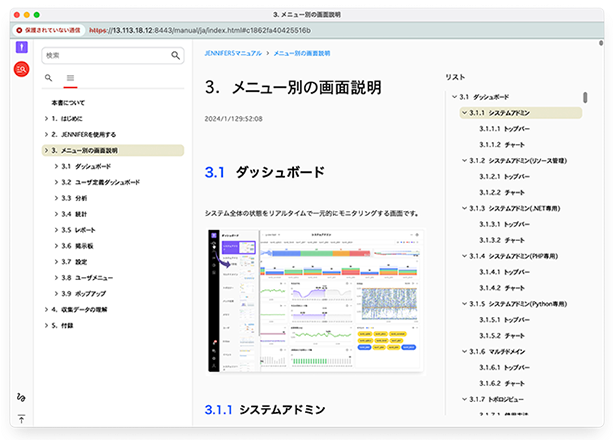 3. メニュー別の画面説明
保護されていない通信
https://13.113.18.12:8443/manual/ja/index.html#c1862fa40425516b
検索
本書について
1. はじめに
2. JENNIFERを使用する
3. メニュー別の画面説明
3.1 ダッシュボード
3.2 ユーザ定義ダッシュボード
3.3 分析
3.4 統計
3.5 レポート
3.6 掲示板
3.7 設定
3.8 ユーザメニュー
3.9 ポップアップ
4. 収集データの理解
5. 付録
JENNIFER5マニュアル > メニュー別の画面説明
3. メニュー別の画面説明
2024/1/129:52:08
3.1 ダッシュボード
システム全体の状態をリアルタイムで一元的にモニタリングする画面です。
ダッシュボード
システムアドミン
3.1.1 システムアドミン
リスト
3.1 ダッシュボード
3.1.1 システムアドミン
3.1.1.1 トップバー
3.1.1.2 チャート
3.1.2 システムアドミン(リソース管理)
3.1.2.1 トップバー
3.1.2.2 チャート
3.1.3 システムアドミン(.NET専用)
3.1.3.1 トップバー
3.1.3.2 チャート
3.1.4 システムアドミン(PHP専用)
3.1.4.1 トップバー
3.1.4.2 チャート
3.1.5 システムアドミン(Python専用)
3.1.5.1 トップバー
3.1.5.2 チャート
3.1.6 マルチドメイン
3.1.6.1 トップバー
3.1.6.2 チャート
3.1.7 トポロジビュー
3.1.7.1 使用方法